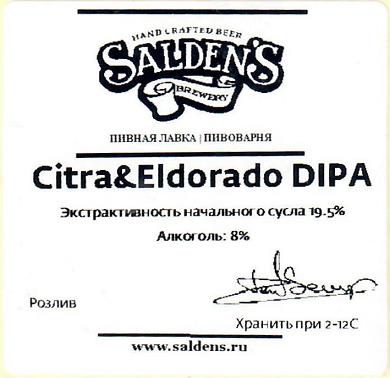 HAND CRAFTED BEER
SALDEN'S
BREWERY
ПИВНАЯ ЛАВКА | ПИВОВАРНЯ
Citra&Eldorado DIPA
Экстрактивность начального сусла 19.5%
Алкоголь: 8%
Розлив
Хранить при 2-12С
www.saldens.ru